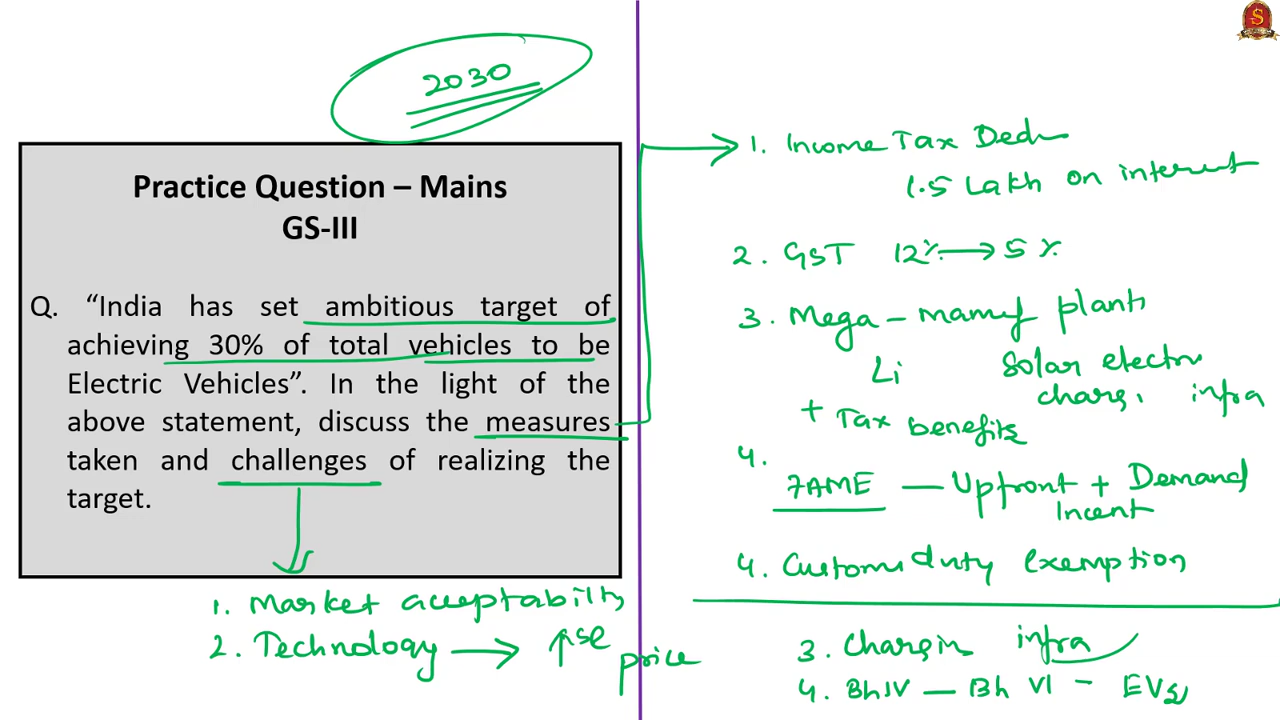 2030
Practice Question – Mains
GS-III
Q. “India has set ambitious target of
achieving 30% of total vehicles to be
Electric Vehicles”. In the light of the
above statement, discuss the measures
taken and challenges of realizing the
target.
1. Market acceptability
2. Technology → ↑se
price
1. Income Tax Ded
1.5 Lakh on interest
2. GST 12% → 5%
3. Mega – manuf plants
Li Solar electric
charg. infra
+ Tax benefits
4.
FAME — Upfront + Demand
Incent
4. Customs duty exemption
3. Chargin infra
4. Bh IV — Bh VI – EVs